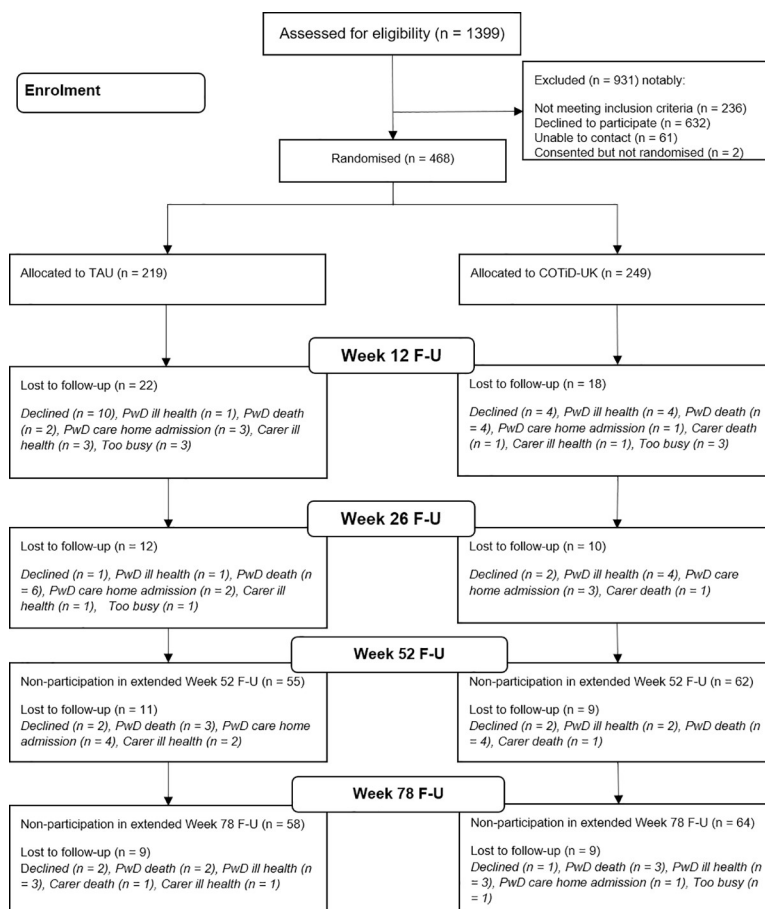 Assessed for eligibility (n = 1399)
Enrolment
Excluded (n = 931) notably:
Not meeting inclusion criteria (n = 236)
Declined to participate (n = 632)
Unable to contact (n = 61)
Consented but not randomised (n = 2)
Randomised (n = 468)
Allocated to TAU (n = 219)
Allocated to COTiD-UK (n = 249)
Week 12 F-U
Lost to follow-up (n = 22)
Declined (n = 10), PwD ill health (n = 1), PwD death
(n = 2), PwD care home admission (n = 3), Carer ill
health (n = 3), Too busy (n = 3)
Lost to follow-up (n = 18)
Declined (n = 4), PwD ill health (n = 4), PwD death (n
= 4), PwD care home admission (n = 1), Carer death
(n = 1), Carer ill health (n = 1), Too busy (n = 3)
Week 26 F-U
Lost to follow-up (n = 12)
Declined (n = 1), PwD ill health (n = 1), PwD death (n
= 6), PwD care home admission (n = 2), Carer ill
health (n = 1), Too busy (n = 1)
Lost to follow-up (n = 10)
Declined (n = 2), PwD ill health (n = 4), PwD care
home admission (n = 3), Carer death (n = 1)
Week 52 F-U
Non-participation in extended Week 52 F-U (n = 55)
Lost to follow-up (n = 11)
Declined (n = 2), PwD death (n = 3), PwD care home
admission (n = 4), Carer ill health (n = 2)
Non-participation in extended Week 52 F-U (n = 62)
Lost to follow-up (n = 9)
Declined (n = 2), PwD ill health (n = 2), PwD death (n
= 4), Carer death (n = 1)
Week 78 F-U
Non-participation in extended Week 78 F-U (n = 58)
Lost to follow-up (n = 9)
Declined (n = 2), PwD death (n = 2), PwD ill health (n
= 3), Carer death (n = 1), Carer ill health (n = 1)
Non-participation in extended Week 78 F-U (n = 64)
Lost to follow-up (n = 9)
Declined (n = 1), PwD death (n = 3), PwD ill health (n
= 3), PwD care home admission (n = 1), Too busy (n
= 1)